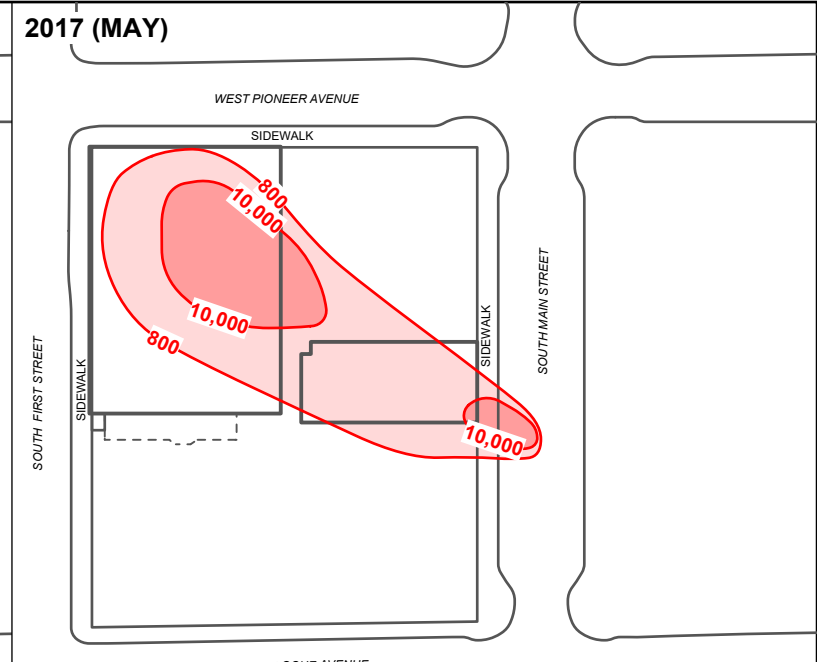 2017 (MAY)
WEST PIONEER AVENUE
SIDEWALK
800
10,000
SOUTH MAIN STREET
10,000
800
SIDEWALK
SOUTH FIRST STREET
SIDEWALK
10,000
AVENUE